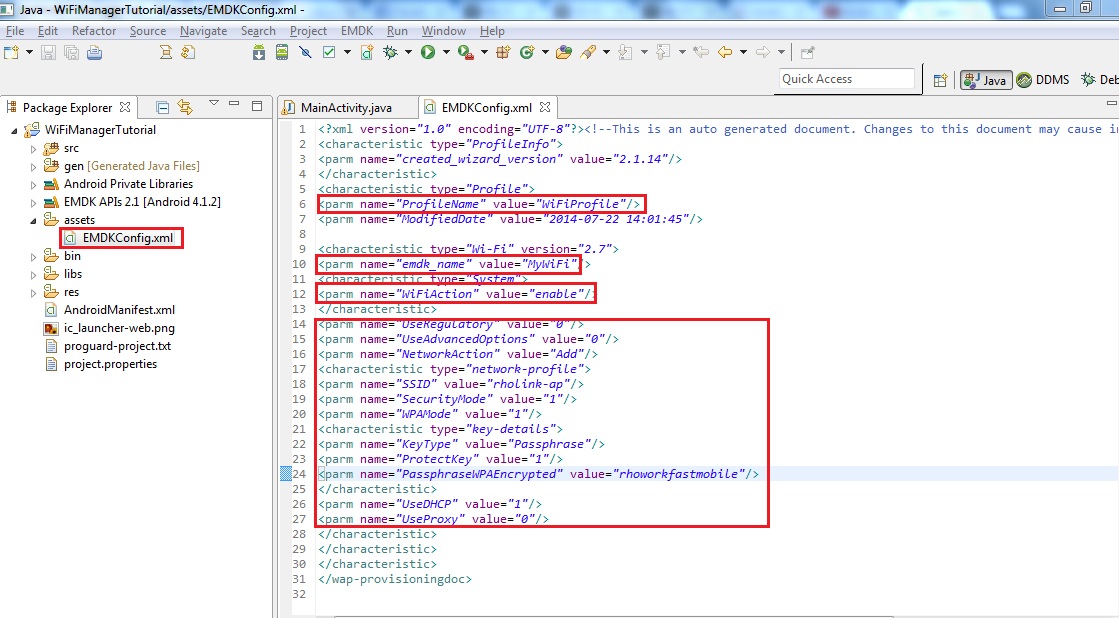 Java - WiFiManagerTutorial/assets/EMDKConfig.xml -
File Edit Refactor Source Navigate Search Project EMDK Run Window Help
Quick Access
Java
DDMS
Deb
Package Explorer
MainActivity.java
EMDKConfig.xml
WiFiManagerTutorial
src
gen [Generated Java Files]
Android Private Libraries
EMDK APIs 2.1 [Android 4.1.2]
assets
EMDKConfig.xml
bin
libs
res
AndroidManifest.xml
ic_launcher-web.png
proguard-project.txt
project.properties
1 <?xml version="1.0" encoding="UTF-8"?><!--This is an auto generated document. Changes to this document may cause i
2 <characteristic type="ProfileInfo">
3 <parm name="created_wizard_version" value="2.1.14"/>
4 </characteristic>
5 <characteristic type="Profile">
6 <parm name="ProfileName" value="WiFiProfile"/>
7 <parm name="ModifiedDate" value="2014-07-22 14:01:45"/>
8
9 <characteristic type="Wi-Fi" version="2.7">
10 <parm name="emdk_name" value="MyWiFi"/>
11 <characteristic type="System">
12 <parm name="WiFiAction" value="enable"/>
13 </characteristic>
14 <parm name="UseRegulatory" value="0"/>
15 <parm name="UseAdvancedOptions" value="0"/>
16 <parm name="NetworkAction" value="Add"/>
17 <characteristic type="network-profile">
18 <parm name="SSID" value="rholink-ap"/>
19 <parm name="SecurityMode" value="1"/>
20 <parm name="WPAMode" value="1"/>
21 <characteristic type="key-details">
22 <parm name="KeyType" value="Passphrase"/>
23 <parm name="ProtectKey" value="1"/>
24 <parm name="PassphraseWPAEncrypted" value="rhoworkfastmobile"/>
25 </characteristic>
26 <parm name="UseDHCP" value="1"/>
27 <parm name="UseProxy" value="0"/>
28 </characteristic>
29 </characteristic>
30 </characteristic>
31 </wap-provisioningdoc>
32